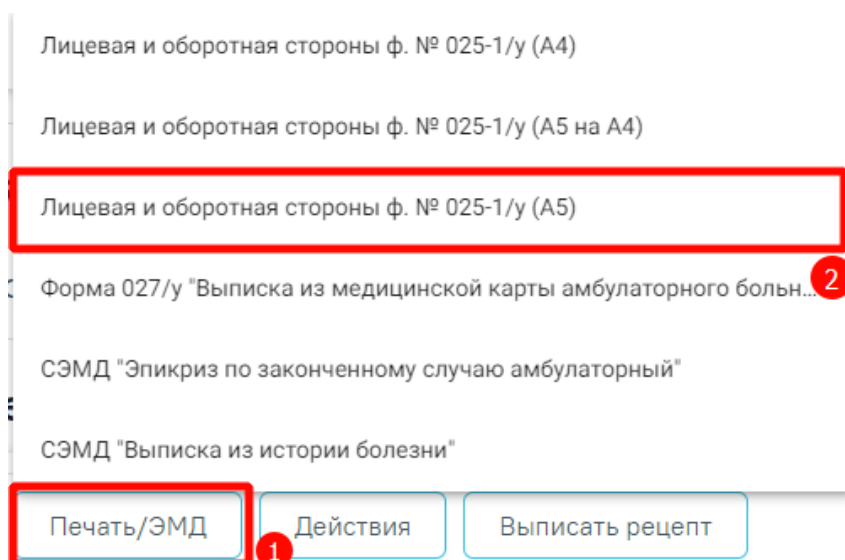 Лицевая и оборотная стороны ф. № 025-1/у (А4)
Лицевая и оборотная стороны ф. № 025-1/у (А5 на А4)
Лицевая и оборотная стороны ф. № 025-1/у (А5)
Форма 027/у "Выписка из медицинской карты амбулаторного больн...
2
СЭМД "Эпикриз по законченному случаю амбулаторный"
СЭМД "Выписка из истории болезни"
Печать/ЭМД Действия Выписать рецепт
1